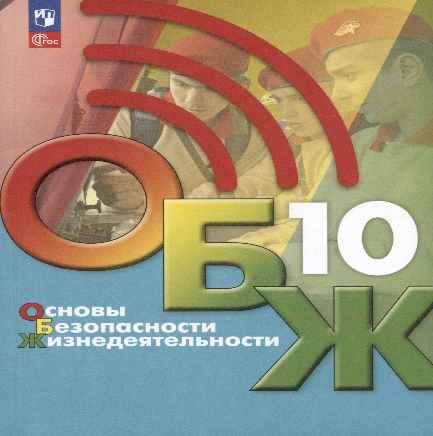 ФГОС
ОБЖ
10
Основы
Безопасности
Жизнедеятельности